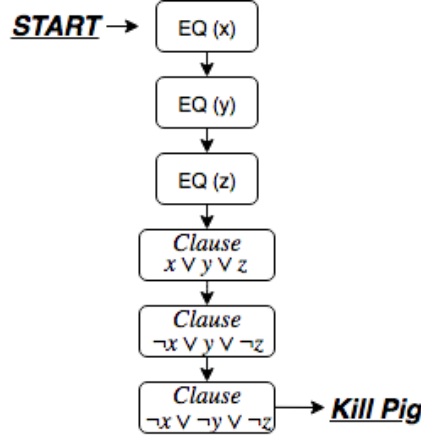 START
EQ (x)
EQ (y)
EQ (z)
Clause
x ∨ y ∨ z
Clause
¬x ∨ y ∨ ¬z
Clause
¬x ∨ ¬y ∨ ¬z
Kill Pig